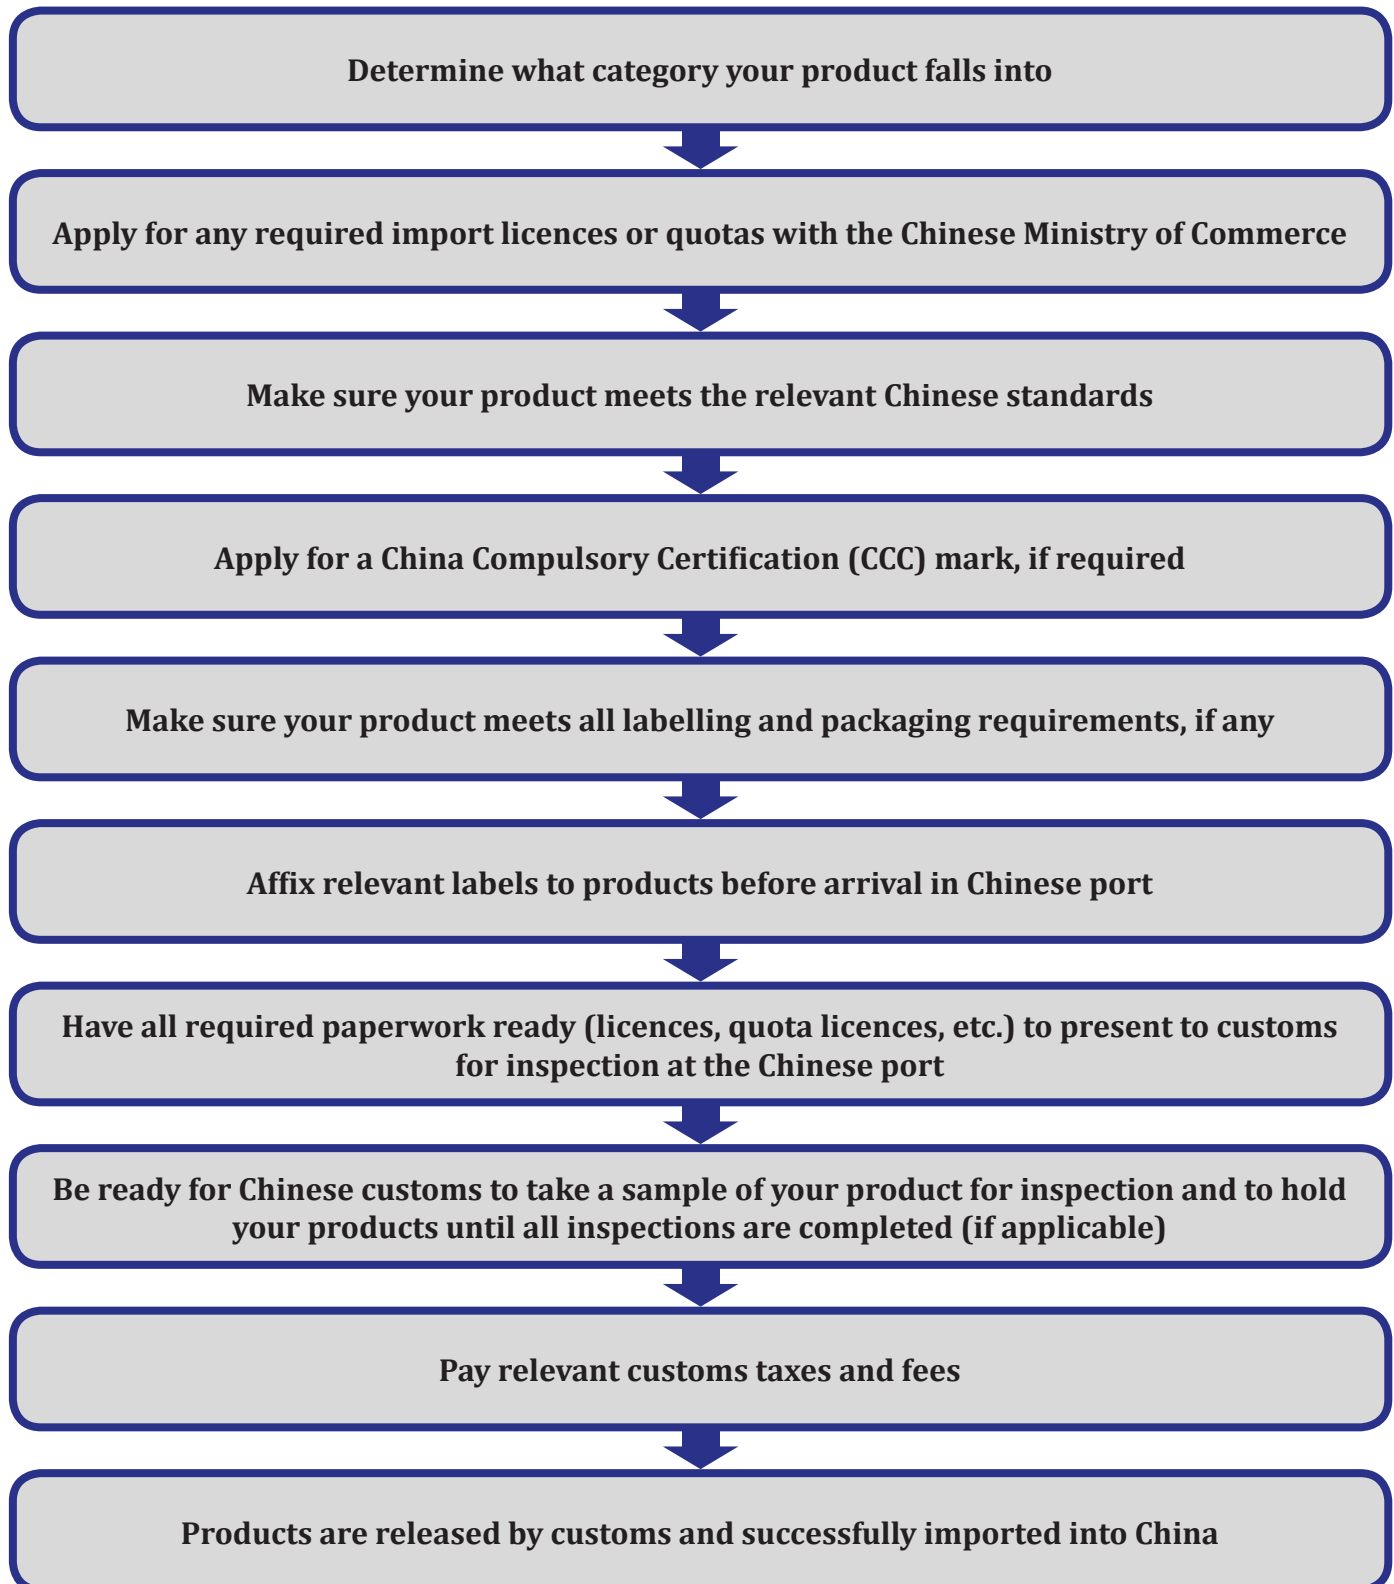 Determine what category your product falls into
Apply for any required import licences or quotas with the Chinese Ministry of Commerce
Make sure your product meets the relevant Chinese standards
Apply for a China Compulsory Certification (CCC) mark, if required
Make sure your product meets all labelling and packaging requirements, if any
Affix relevant labels to products before arrival in Chinese port
Have all required paperwork ready (licences, quota licences, etc.) to present to customs
for inspection at the Chinese port
Be ready for Chinese customs to take a sample of your product for inspection and to hold
your products until all inspections are completed (if applicable)
Pay relevant customs taxes and fees
Products are released by customs and successfully imported into China